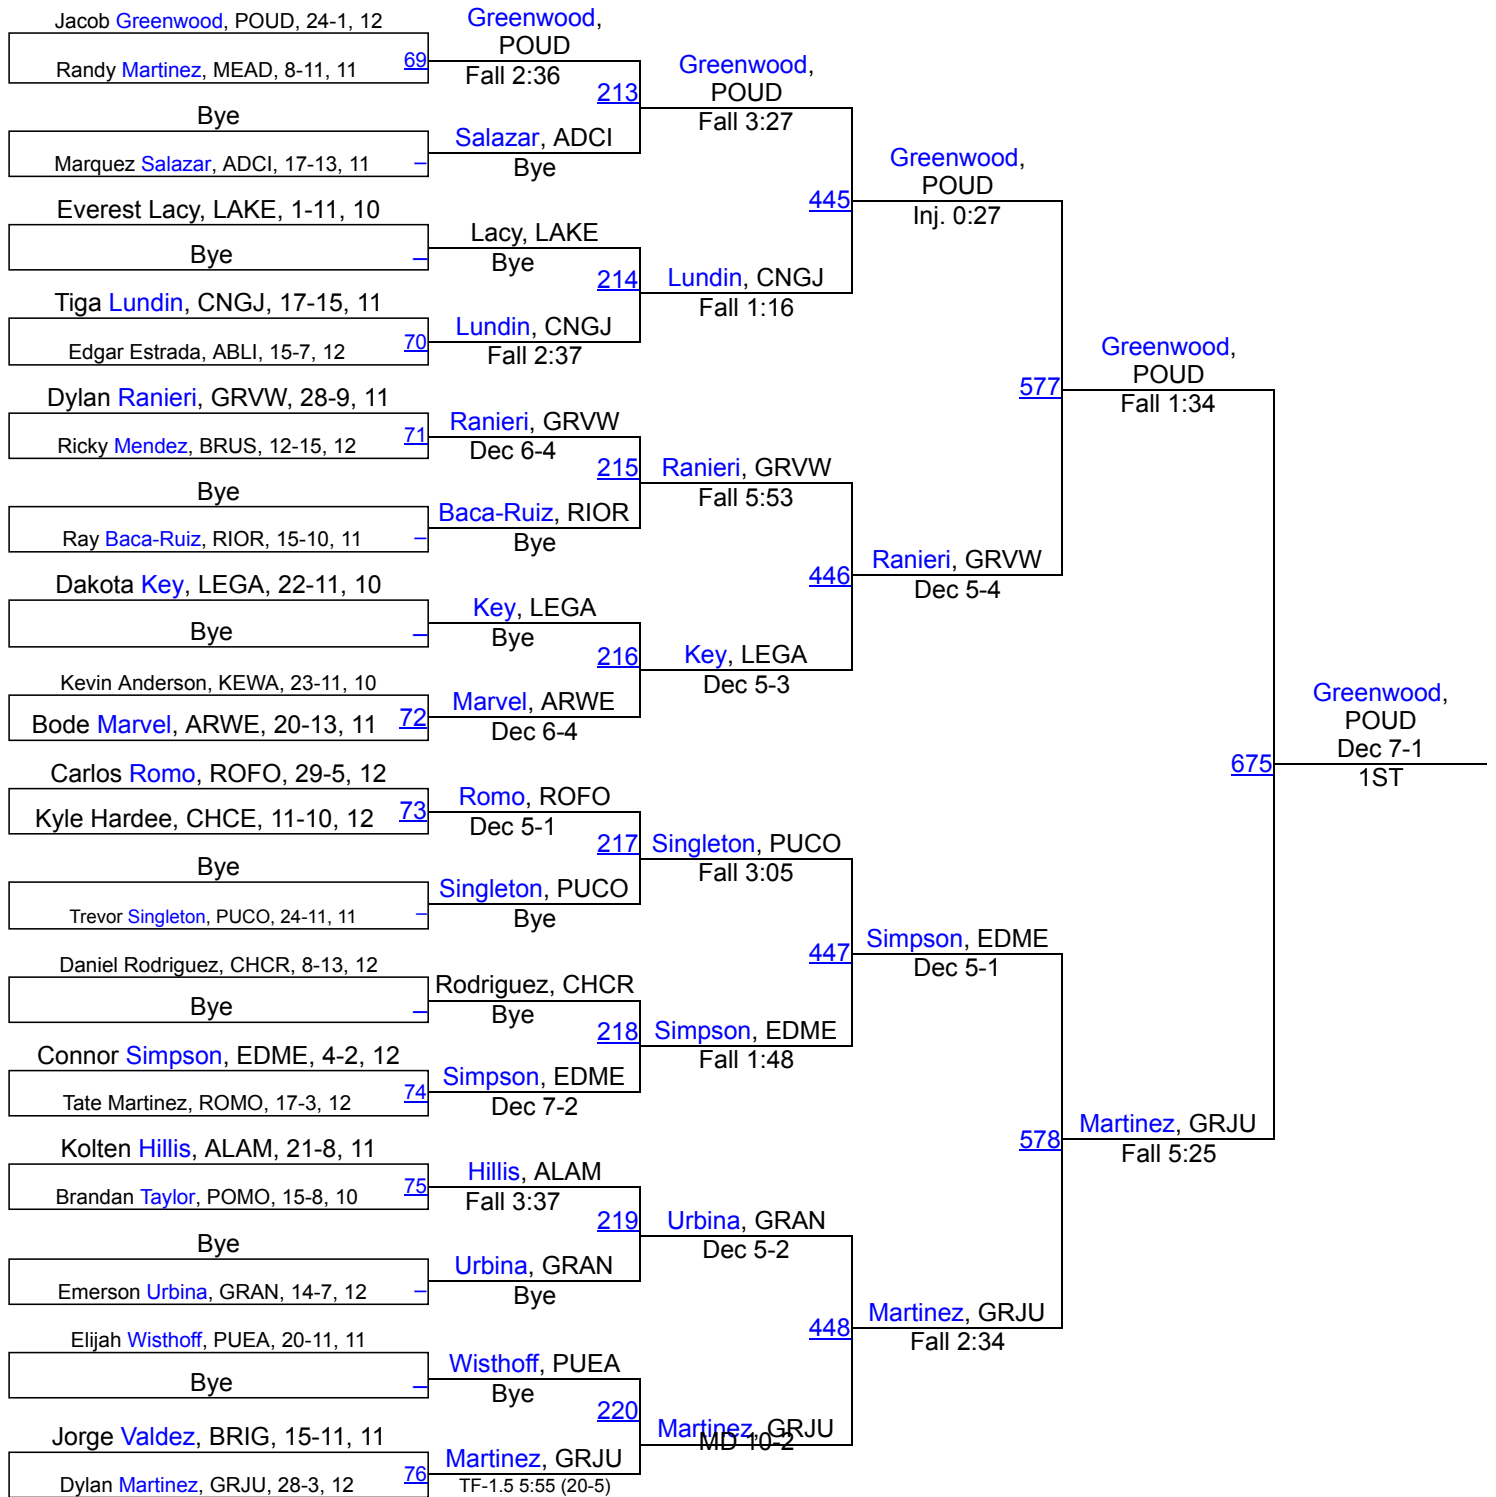 Jacob Greenwood, POUD, 24-1, 12
Randy Martinez, MEAD, 8-11, 11
69
Bye
Marquez Salazar, ADCI, 17-13, 11
–
Everest Lacy, LAKE, 1-11, 10
Bye
–
Tiga Lundin, CNGJ, 17-15, 11
Edgar Estrada, ABLI, 15-7, 12
70
Dylan Ranieri, GRVW, 28-9, 11
Ricky Mendez, BRUS, 12-15, 12
71
Bye
Ray Baca-Ruiz, RIOR, 15-10, 11
–
Dakota Key, LEGA, 22-11, 10
Bye
–
Kevin Anderson, KEWA, 23-11, 10
Bode Marvel, ARWE, 20-13, 11
72
Carlos Romo, ROFO, 29-5, 12
Kyle Hardee, CHCE, 11-10, 12
73
Bye
Trevor Singleton, PUCO, 24-11, 11
–
Daniel Rodriguez, CHCR, 8-13, 12
Bye
–
Connor Simpson, EDME, 4-2, 12
Tate Martinez, ROMO, 17-3, 12
74
Kolten Hillis, ALAM, 21-8, 11
Brandan Taylor, POMO, 15-8, 10
75
Bye
Emerson Urbina, GRAN, 14-7, 12
–
Elijah Wisthoff, PUEA, 20-11, 11
Bye
–
Jorge Valdez, BRIG, 15-11, 11
Dylan Martinez, GRJU, 28-3, 12
76
Greenwood,
POUD
Fall 2:36
213
Salazar, ADCI
Bye
Lacy, LAKE
Bye
214
Lundin, CNGJ
Fall 2:37
Ranieri, GRVW
Dec 6-4
215
Baca-Ruiz, RIOR
Bye
Key, LEGA
Bye
216
Marvel, ARWE
Dec 6-4
Romo, ROFO
Dec 5-1
217
Singleton, PUCO
Bye
Rodriguez, CHCR
Bye
218
Simpson, EDME
Dec 7-2
Hillis, ALAM
Fall 3:37
219
Urbina, GRAN
Bye
Wisthoff, PUEA
Bye
220
Martinez, GRJU
TF-1.5 5:55 (20-5)
Greenwood,
POUD
Fall 3:27
445
Lundin, CNGJ
Fall 1:16
Ranieri, GRVW
Fall 5:53
446
Key, LEGA
Dec 5-3
Singleton, PUCO
Fall 3:05
447
Simpson, EDME
Fall 1:48
Urbina, GRAN
Dec 5-2
448
Martinez, GRJU
MD 10-2
Greenwood,
POUD
Inj. 0:27
577
Ranieri, GRVW
Dec 5-4
Simpson, EDME
Dec 5-1
578
Martinez, GRJU
Fall 2:34
Greenwood,
POUD
Fall 1:34
675
Martinez, GRJU
Fall 5:25
Greenwood,
POUD
Dec 7-1
1ST